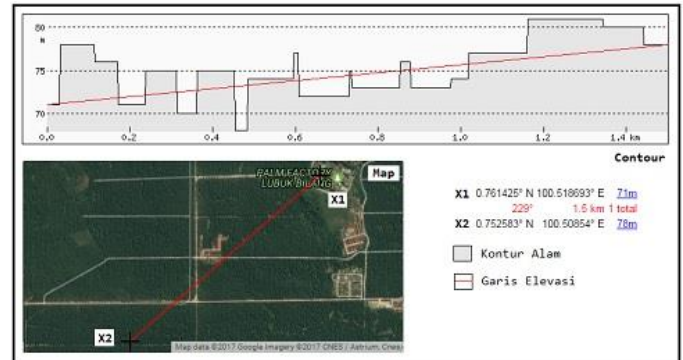 80
M
75
70
0,0 0.2 0.4 0.6 0.8 1.0 1.2 1.4 km
Contour
PALM FACTORY
LUBUK BILANG
Map
X1
X2
Map data ©2017 Google Imagery ©2017 CNES / Astrium, Cnes
X1 0.761425° N 100.518693° E 71m
229° 1.5 km 1 total
X2 0.752583° N 100.50854° E 78m
Kontur Alam
Garis Elevasi